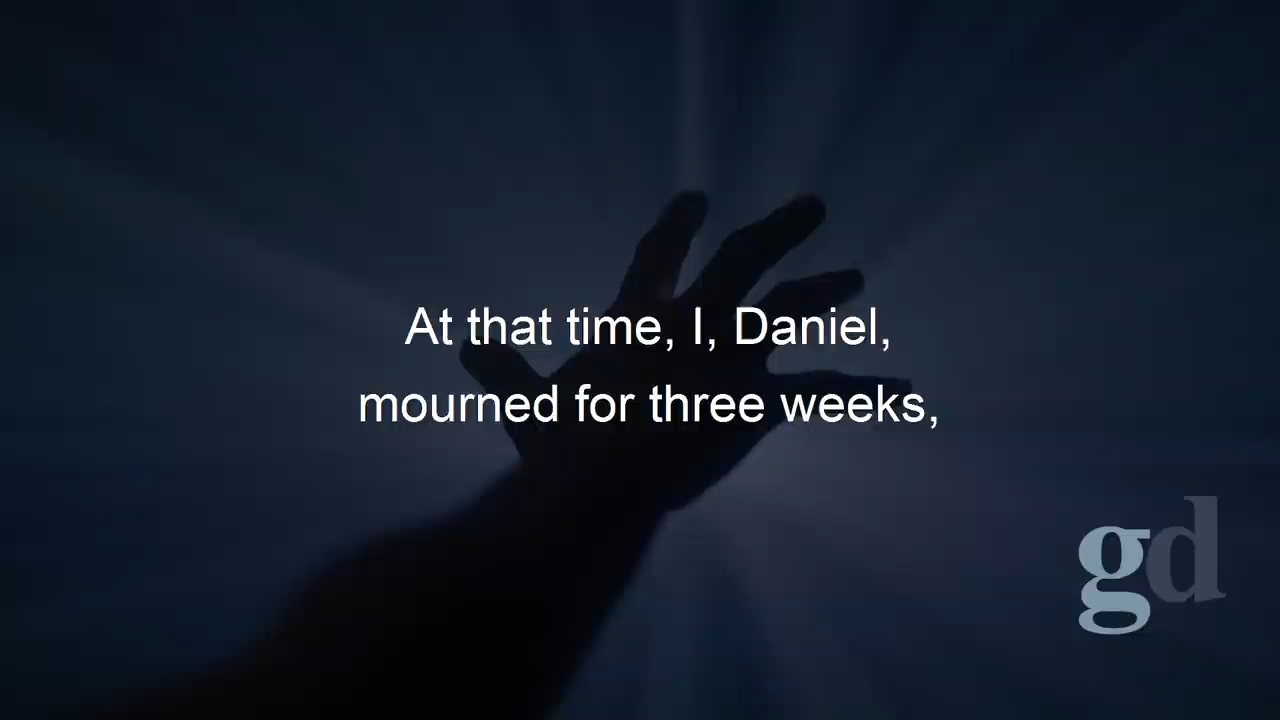 At that time, I, Daniel,
mourned for three weeks,
gd